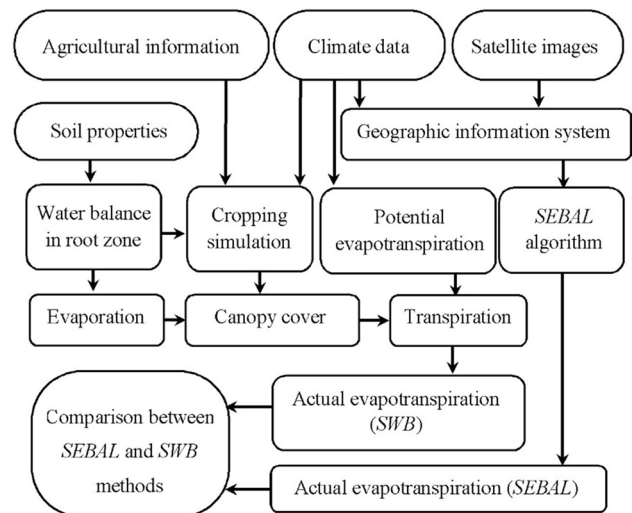 Agricultural information
Climate data
Satellite images
Soil properties
Geographic information system
Water balance
in root zone
Cropping
simulation
Potential
evapotranspiration
SEBAL
algorithm
Evaporation
Canopy cover
Transpiration
Comparison between
SEBAL and SWB
methods
Actual evapotranspiration
(SWB)
Actual evapotranspiration (SEBAL)